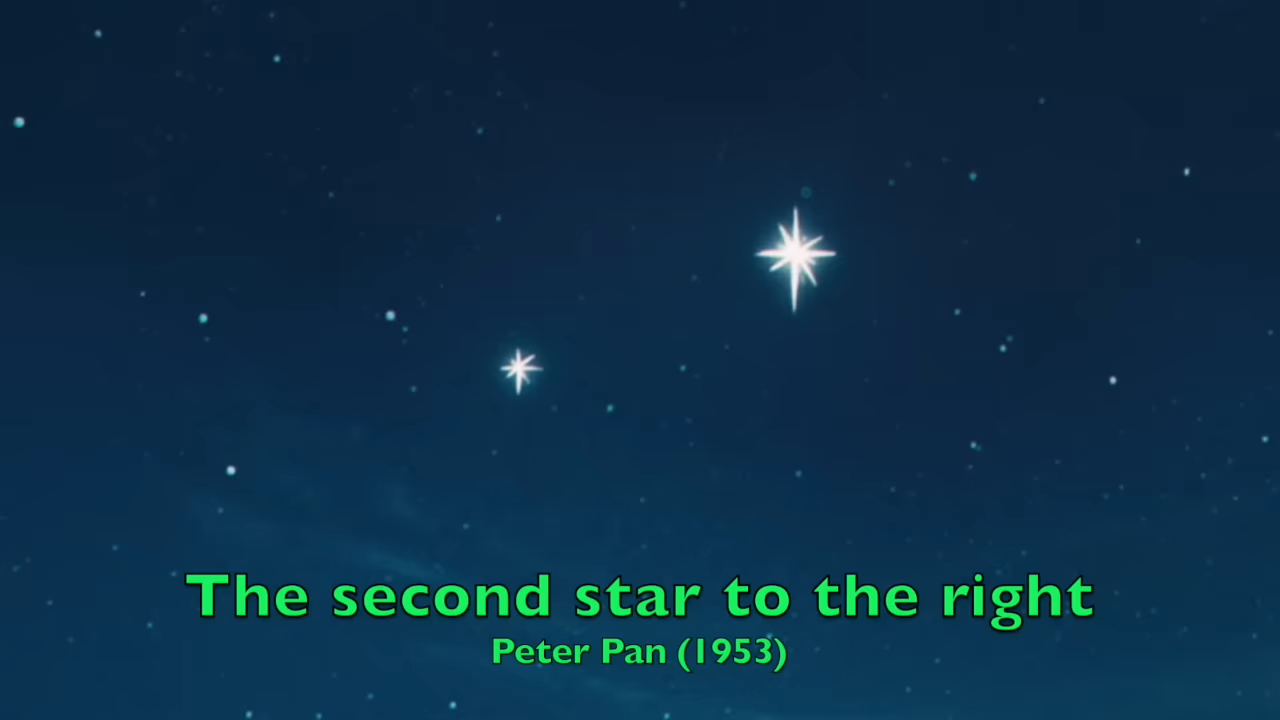 The second star to the right
Peter Pan (1953)